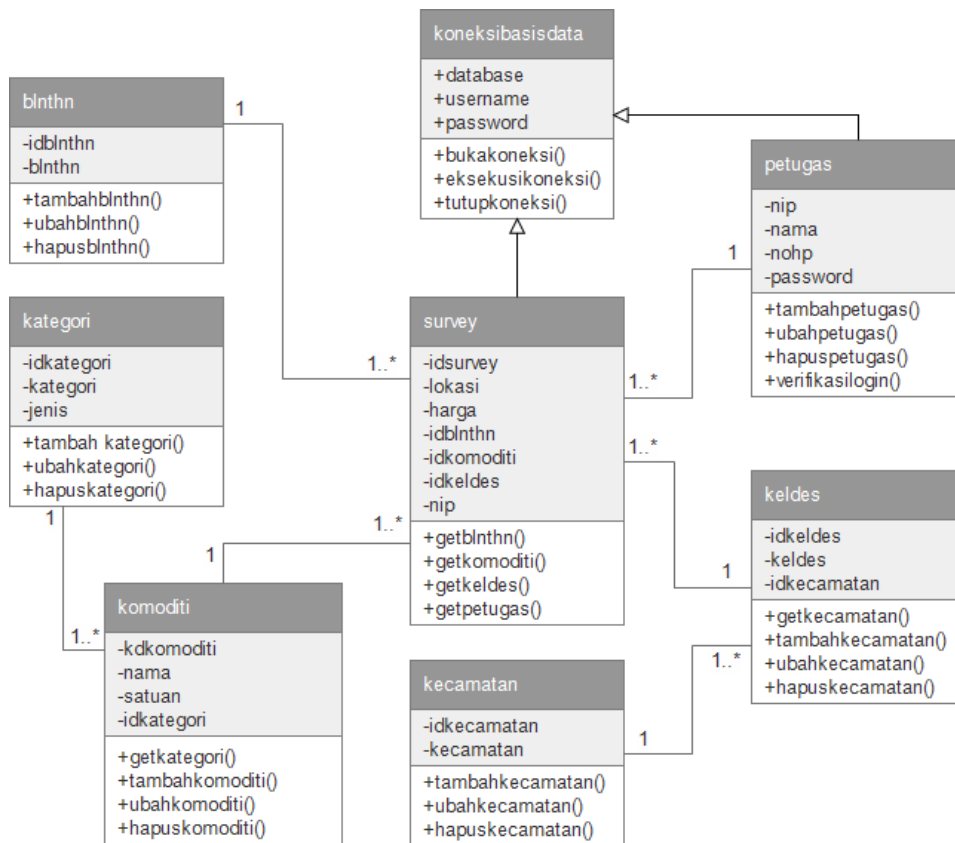 koneksibasisdata
+database
+username
+password
+bukakoneksi()
+eksekusikoneksi()
+tutupkoneksi()
blnthn
-idblnthn
-blnthn
+tambahblnthn()
+ubahblnthn()
+hapusblnthn()
1
1..*
petugas
-nip
-nama
-nohp
-password
+tambahpetugas()
+ubahpetugas()
+hapuspetugas()
+verifikasilogin()
1
1..*
kategori
-idkategori
-kategori
-jenis
+tambah kategori()
+ubahkategori()
+hapuskategori()
1
1..*
survey
-idsurvey
-lokasi
-harga
-idblnthn
-idkomoditi
-idkeldes
-nip
+getblnthn()
+getkomoditi()
+getkeldes()
+getpetugas()
1..*
1
1..*
1
keldes
-idkeldes
-keldes
-idkecamatan
+getkecamatan()
+tambahkecamatan()
+ubahkecamatan()
+hapuskecamatan()
1..*
1
komoditi
-kdkomoditi
-nama
-satuan
-idkategori
+getkategori()
+tambahkomoditi()
+ubahkomoditi()
+hapuskomoditi()
kecamatan
-idkecamatan
-kecamatan
+tambahkecamatan()
+ubahkecamatan()
+hapuskecamatan()